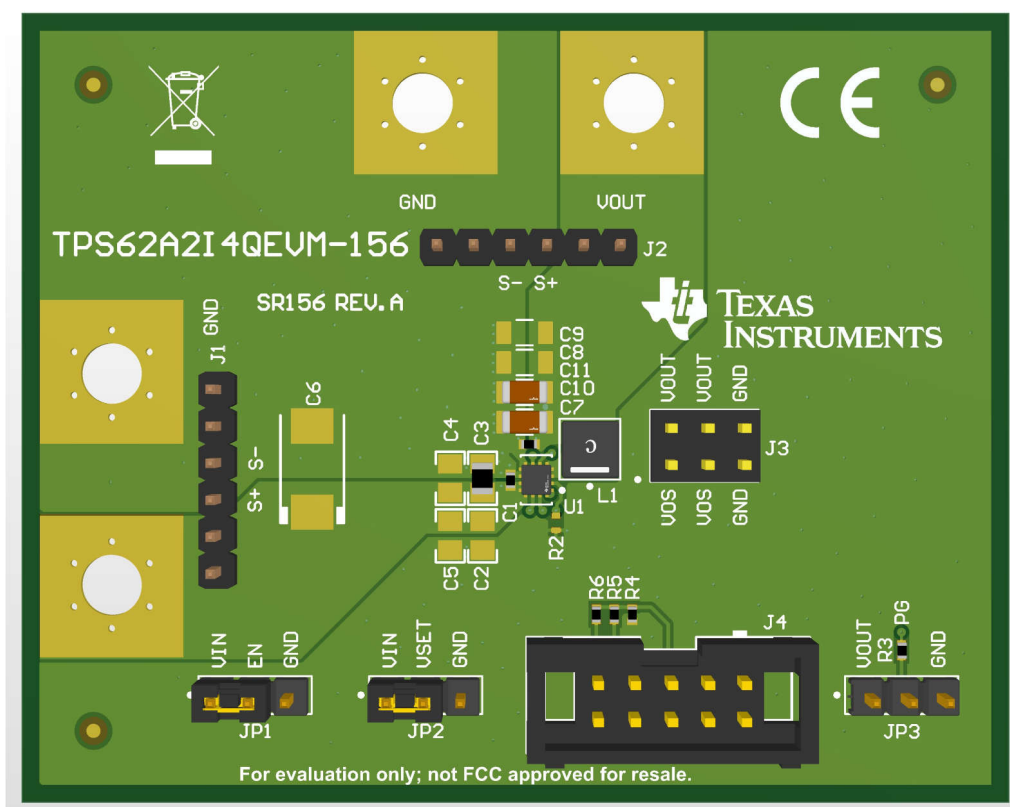 GND
VOUT
TPS62A2I4QEVM-156
J2
S- S+
SR156 REV.A
TEXAS
INSTRUMENTS
GND
J1
S-
S+
C6
C9
C8
C11
C10
C7
C4
C3
C
L1
U1
C1
R2
C5
C2
VOUT
VOUT
GND
J3
VOS
VOS
GND
R6
R5
R4
J4
VIN
EN
GND
JP1
VIN
VSET
GND
JP2
VOUT
R3
PG
GND
JP3
For evaluation only; not FCC approved for resale.
CE
ti